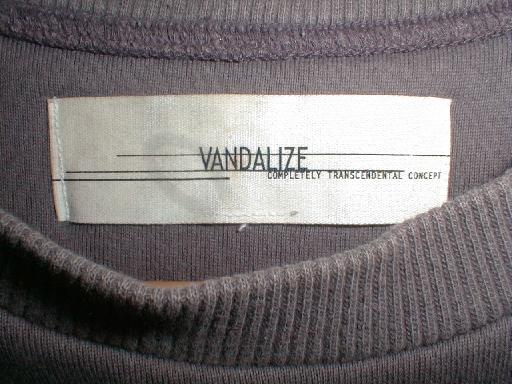 VANDALIZE
COMPLETELY TRANSCENDENTAL CONCEPT